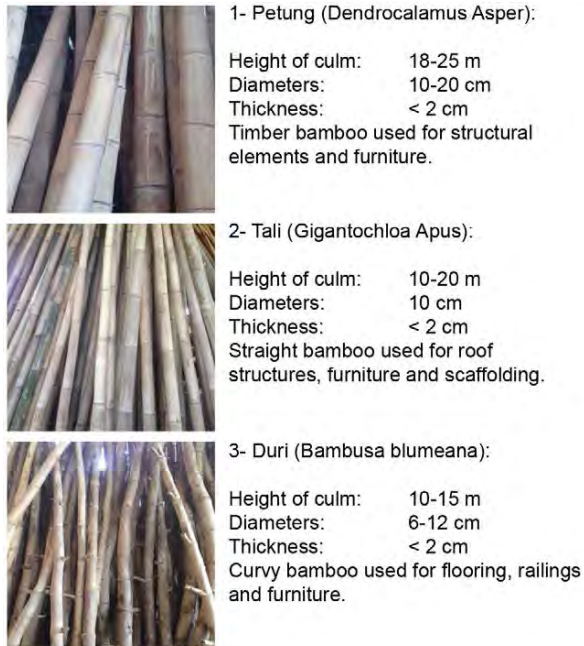 1- Petung (Dendrocalamus Asper):
Height of culm: 18-25 m
Diameters: 10-20 cm
Thickness: < 2 cm
Timber bamboo used for structural
elements and furniture.
2- Tali (Gigantochloa Apus):
Height of culm: 10-20 m
Diameters: 10 cm
Thickness: < 2 cm
Straight bamboo used for roof
structures, furniture and scaffolding.
3- Duri (Bambusa blumeana):
Height of culm: 10-15 m
Diameters: 6-12 cm
Thickness: < 2 cm
Curvy bamboo used for flooring, railings
and furniture.